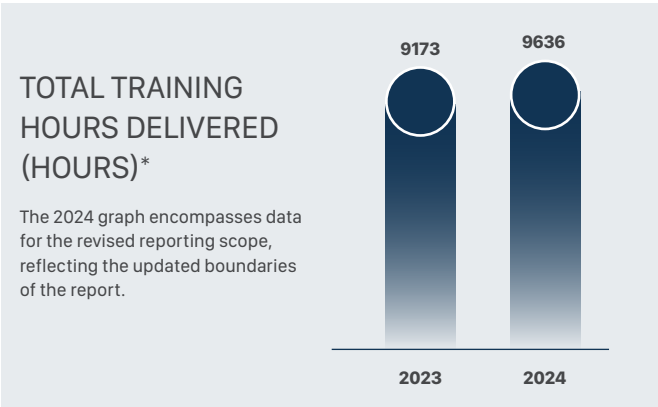 TOTAL TRAINING
HOURS DELIVERED
(HOURS)*
The 2024 graph encompasses data
for the revised reporting scope,
reflecting the updated boundaries
of the report.
9173
9636
2023
2024